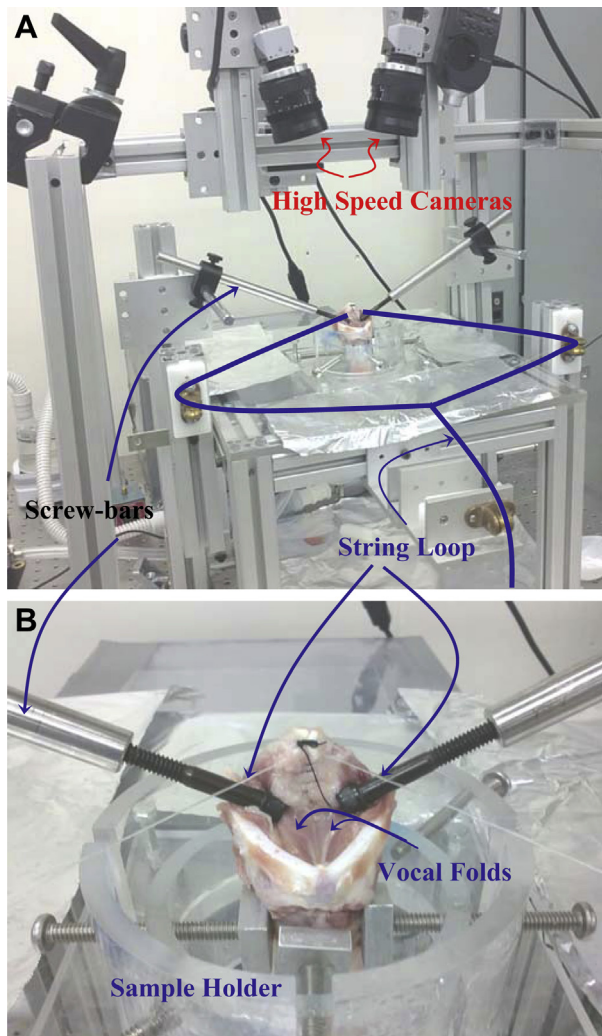 A
High Speed Cameras
Screw-bars
String Loop
B
Vocal Folds
Sample Holder